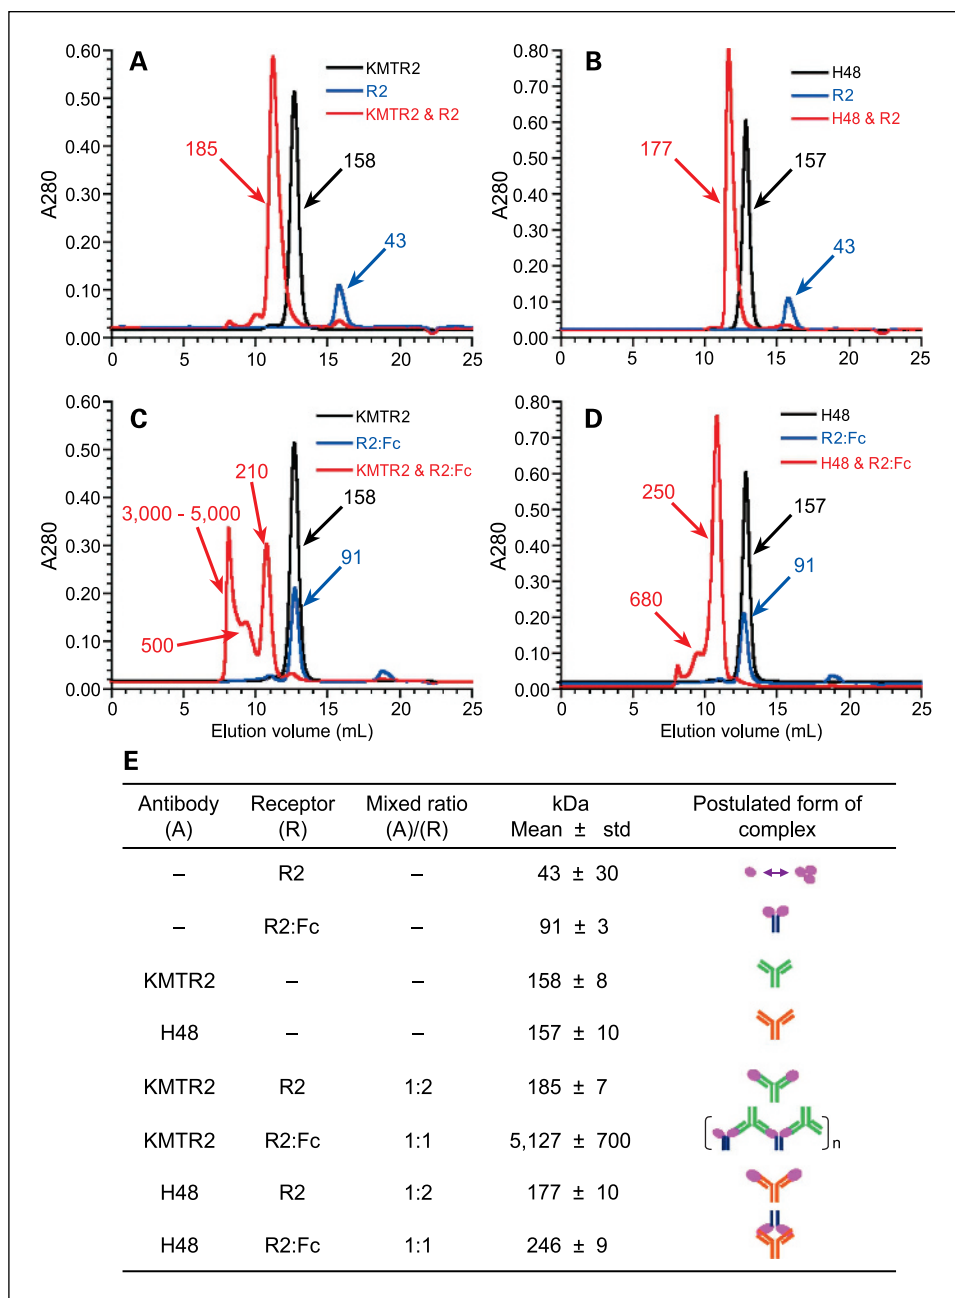 A
KMTR2
R2
KMTR2 & R2
185
158
43
A280
0.60
0.50
0.40
0.30
0.20
0.10
0.00
0 5 10 15 20 25
B
H48
R2
H48 & R2
177
157
43
A280
0.80
0.70
0.60
0.50
0.40
0.30
0.20
0.10
0.00
0 5 10 15 20 25
C
KMTR2
R2:Fc
KMTR2 & R2:Fc
210
3,000 - 5,000
158
91
500
A280
0.60
0.50
0.40
0.30
0.20
0.10
0.00
0 5 10 15 20 25
Elution volume (mL)
D
H48
R2:Fc
H48 & R2:Fc
250
157
91
680
A280
0.80
0.70
0.60
0.50
0.40
0.30
0.20
0.10
0.00
0 5 10 15 20 25
Elution volume (mL)
E
Antibody Receptor Mixed ratio kDa Postulated form of
(A) (R) (A)/(R) Mean ± std complex
– R2 – 43 ± 30
– R2:Fc – 91 ± 3
KMTR2 – – 158 ± 8
H48 – – 157 ± 10
KMTR2 R2 1:2 185 ± 7
KMTR2 R2:Fc 1:1 5,127 ± 700 n
H48 R2 1:2 177 ± 10
H48 R2:Fc 1:1 246 ± 9